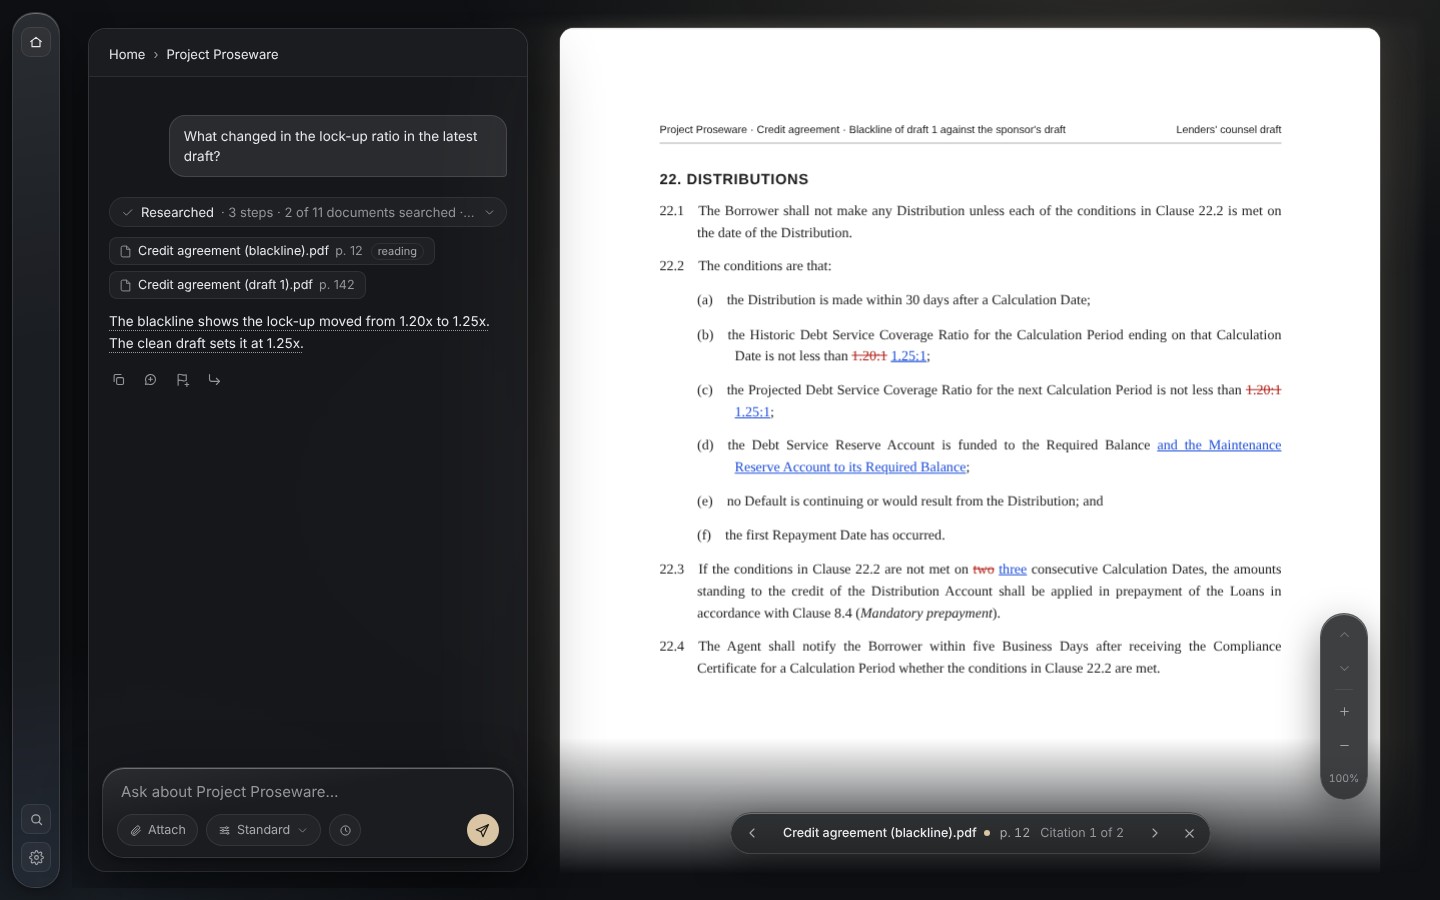 Home › Project Proseware
What changed in the lock-up ratio in the latest
draft?
Researched · 3 steps · 2 of 11 documents searched ·...
Credit agreement (blackline).pdf p. 12 reading
Credit agreement (draft 1).pdf p. 142
The blackline shows the lock-up moved from 1.20x to 1.25x.
The clean draft sets it at 1.25x.
Ask about Project Proseware...
Attach
Standard
Project Proseware · Credit agreement · Blackline of draft 1 against the sponsor's draft
Lenders' counsel draft
22. DISTRIBUTIONS
22.1 The Borrower shall not make any Distribution unless each of the conditions in Clause 22.2 is met on
the date of the Distribution.
22.2 The conditions are that:
(a) the Distribution is made within 30 days after a Calculation Date;
(b) the Historic Debt Service Coverage Ratio for the Calculation Period ending on that Calculation
Date is not less than 1.20:1 1.25:1;
(c) the Projected Debt Service Coverage Ratio for the next Calculation Period is not less than 1.20:1
1.25:1;
(d) the Debt Service Reserve Account is funded to the Required Balance and the Maintenance
Reserve Account to its Required Balance;
(e) no Default is continuing or would result from the Distribution; and
(f) the first Repayment Date has occurred.
22.3 If the conditions in Clause 22.2 are not met on two three consecutive Calculation Dates, the amounts
standing to the credit of the Distribution Account shall be applied in prepayment of the Loans in
accordance with Clause 8.4 (Mandatory prepayment).
22.4 The Agent shall notify the Borrower within five Business Days after receiving the Compliance
Certificate for a Calculation Period whether the conditions in Clause 22.2 are met.
100%
Credit agreement (blackline).pdf • p. 12 Citation 1 of 2